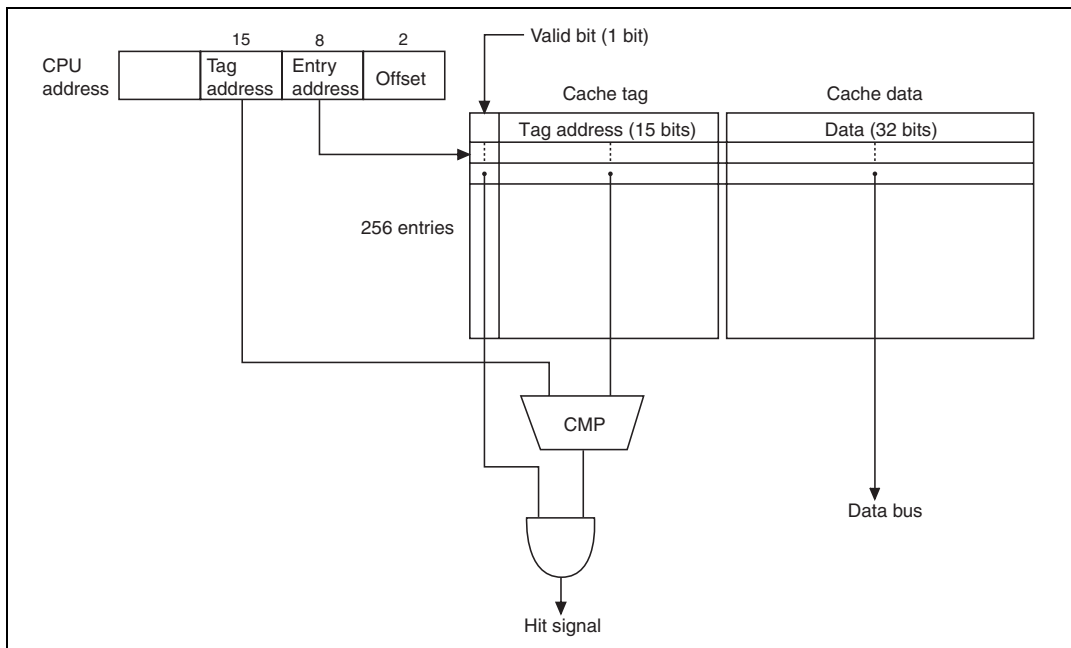 15
8
2
Valid bit (1 bit)
CPU
address
Tag
address
Entry
address
Offset
Cache tag
Cache data
Tag address (15 bits)
Data (32 bits)
256 entries
CMP
Data bus
Hit signal